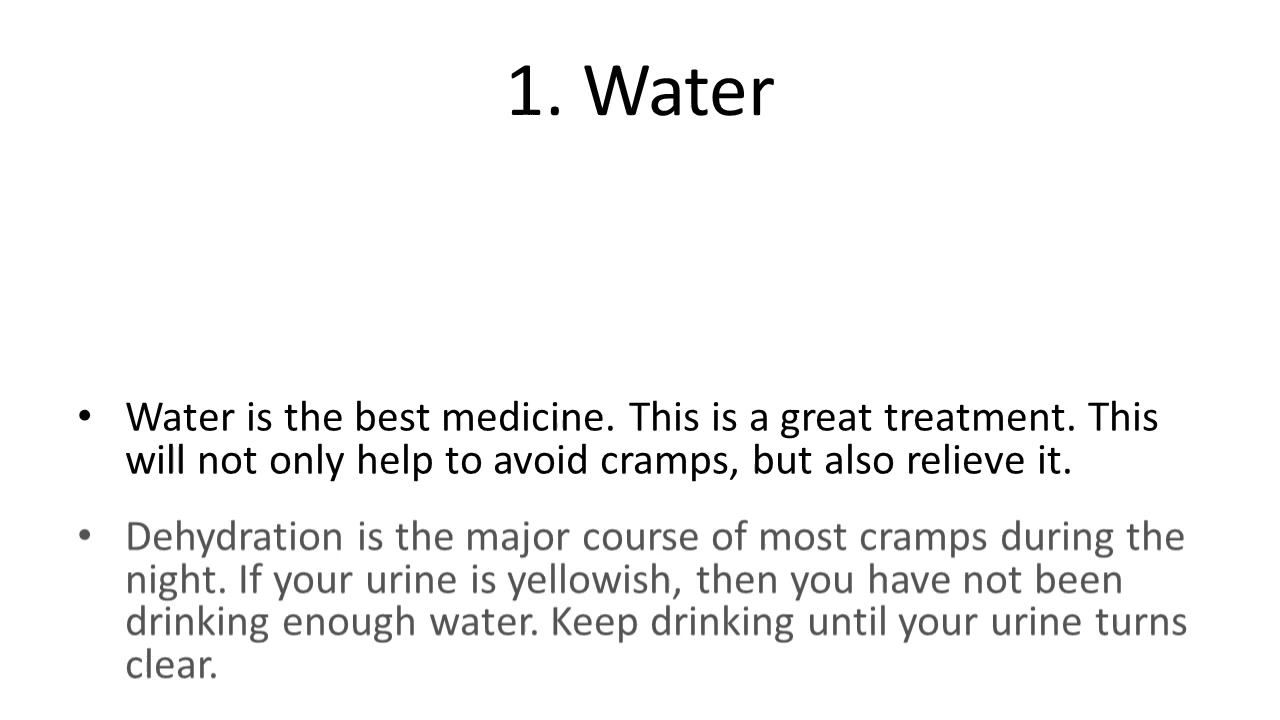 1. Water
• Water is the best medicine. This is a great treatment. This
will not only help to avoid cramps, but also relieve it.
• Dehydration is the major course of most cramps during the
night. If your urine is yellowish, then you have not been
drinking enough water. Keep drinking until your urine turns
clear.